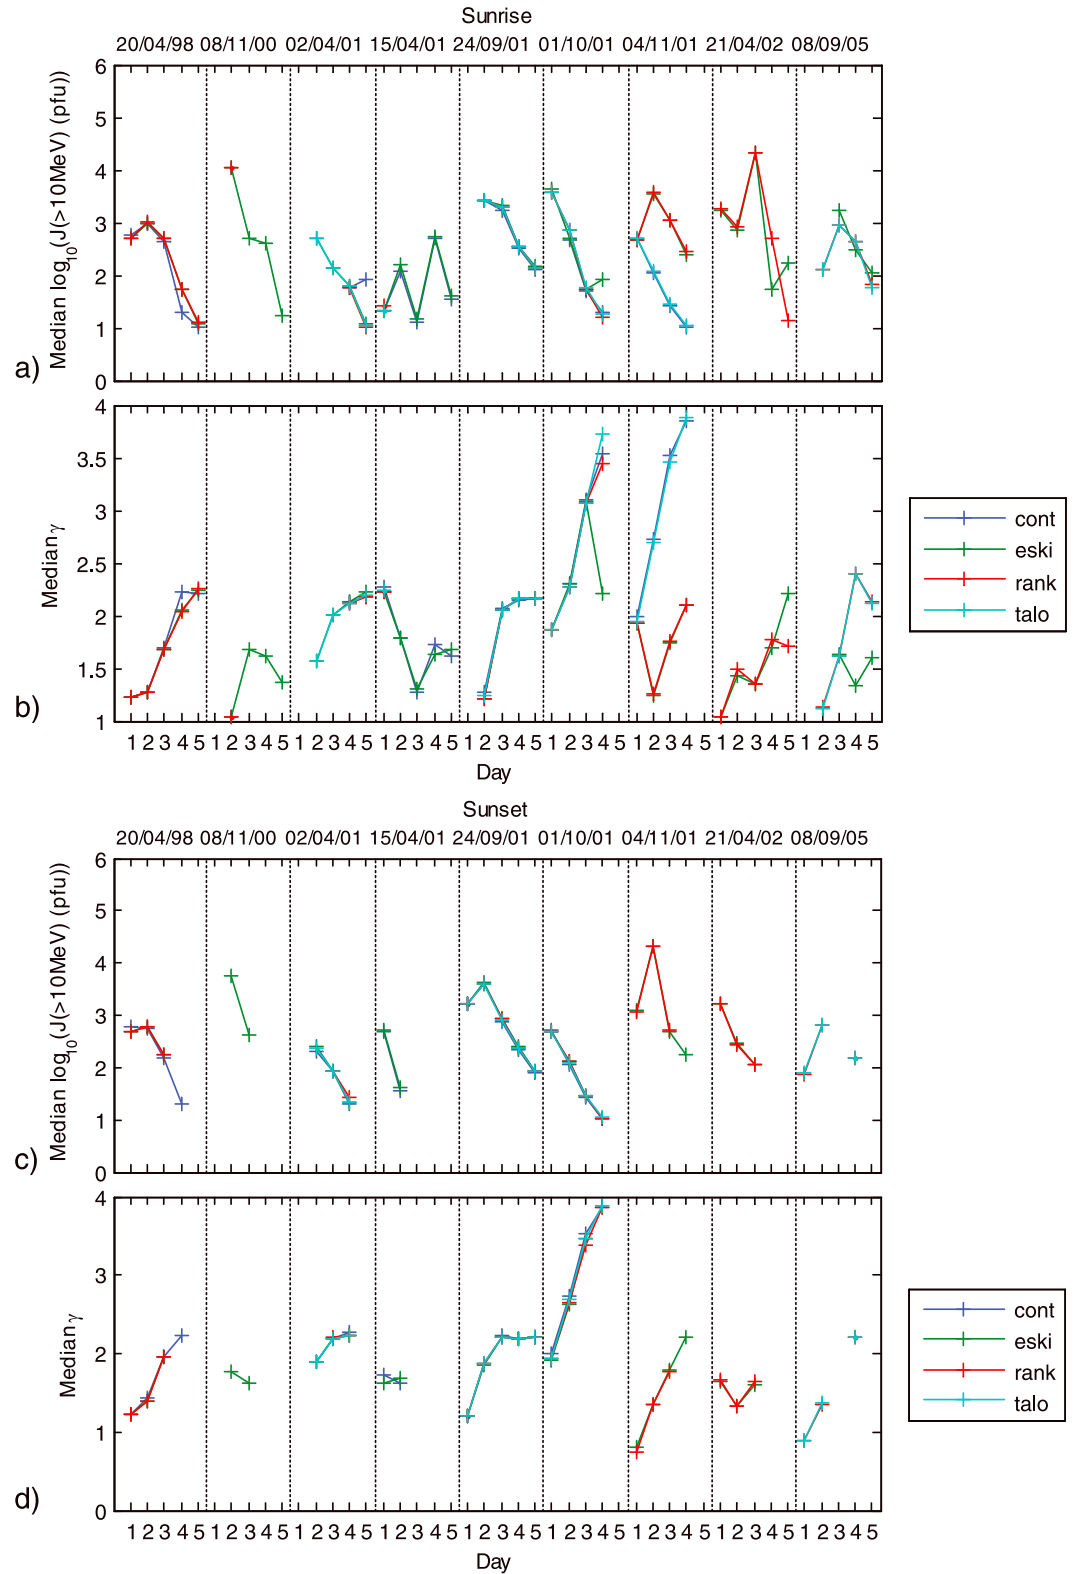 Sunrise
20/04/98 08/11/00 02/04/01 15/04/01 24/09/01 01/10/01 04/11/01 21/04/02 08/09/05
6
5
4
3
2
1
0
Median log10(J(>10MeV) (pfu))
a)
4
3.5
3
2.5
2
1.5
1
Median γ
b)
1 2 3 4 5 1 2 3 4 5 1 2 3 4 5 1 2 3 4 5 1 2 3 4 5 1 2 3 4 5 1 2 3 4 5 1 2 3 4 5 1 2 3 4 5
Day
cont
eski
rank
talo
Sunset
20/04/98 08/11/00 02/04/01 15/04/01 24/09/01 01/10/01 04/11/01 21/04/02 08/09/05
6
5
4
3
2
1
0
Median log10(J(>10MeV) (pfu))
c)
4
3
2
1
0
Median γ
d)
1 2 3 4 5 1 2 3 4 5 1 2 3 4 5 1 2 3 4 5 1 2 3 4 5 1 2 3 4 5 1 2 3 4 5 1 2 3 4 5 1 2 3 4 5
Day
cont
eski
rank
talo